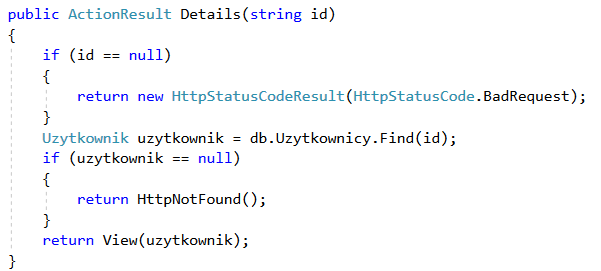 public ActionResult Details(string id)
{
    if (id == null)
    {
        return new HttpStatusCodeResult(HttpStatusCode.BadRequest);
    }
    Uzytkownik uzytkownik = db.Uzytkownicy.Find(id);
    if (uzytkownik == null)
    {
        return HttpNotFound();
    }
    return View(uzytkownik);
}